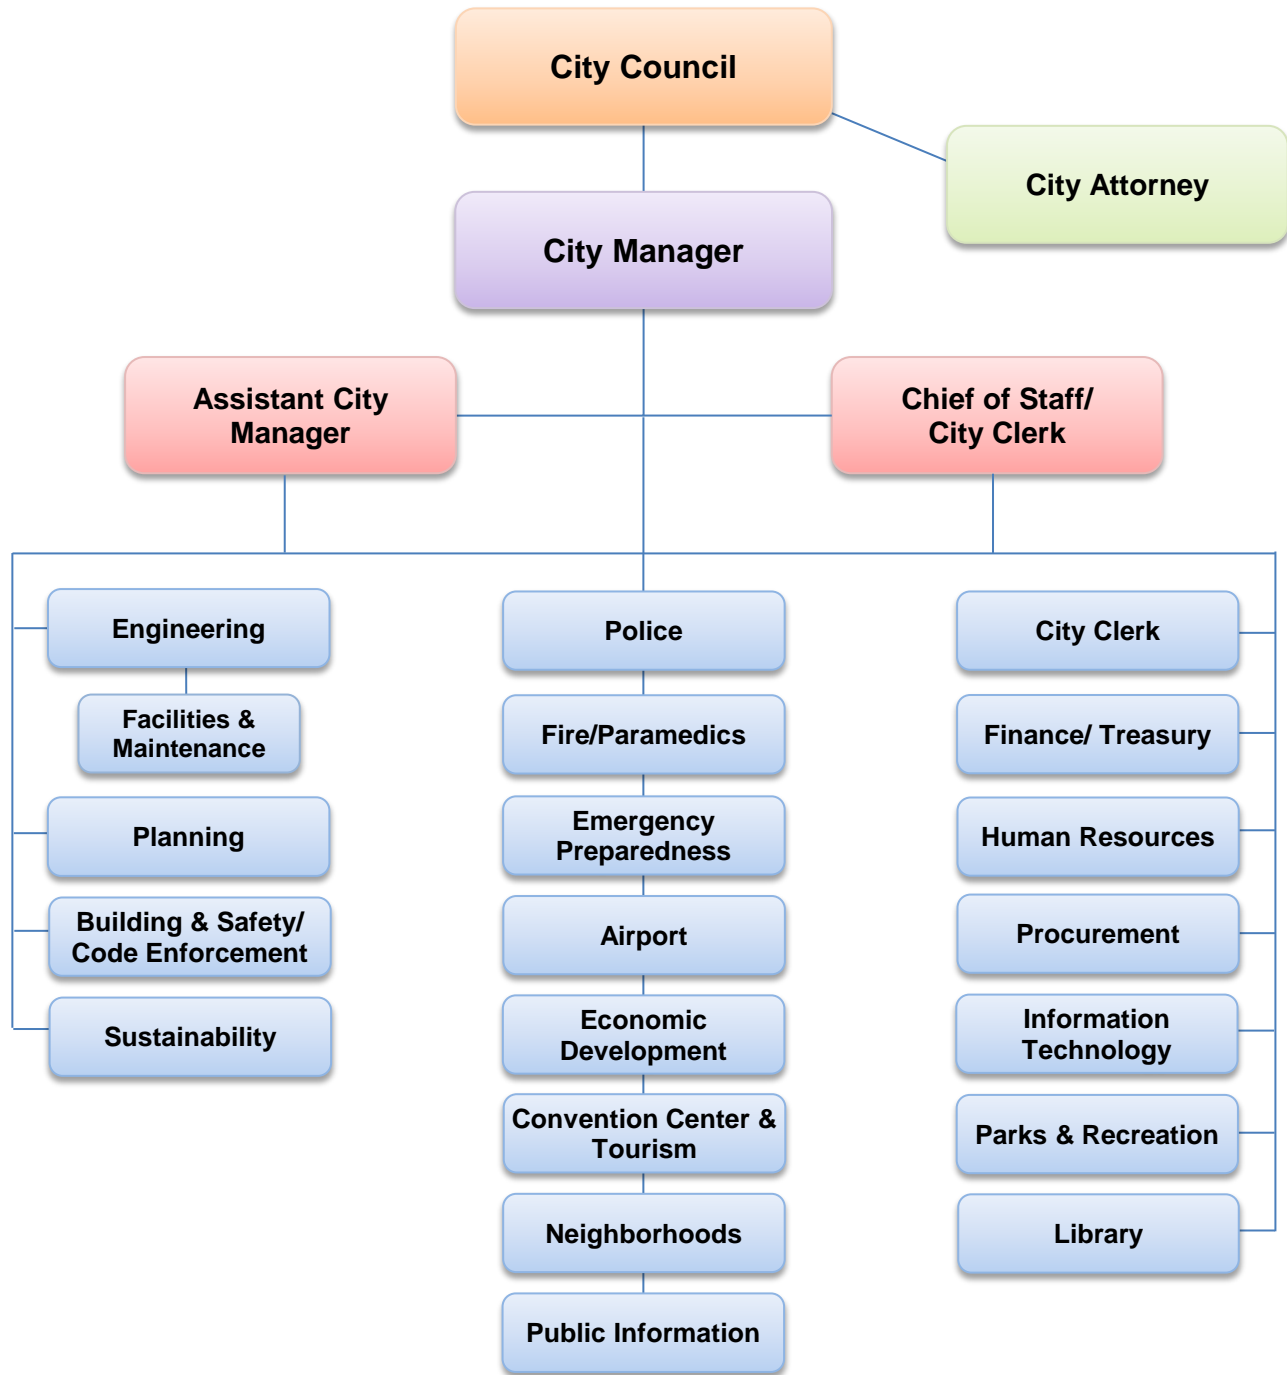 City Council
City Attorney
City Manager
Assistant City
Manager
Chief of Staff/
City Clerk
Engineering
Facilities &
Maintenance
Planning
Building & Safety/
Code Enforcement
Sustainability
Police
Fire/Paramedics
Emergency
Preparedness
Airport
Economic
Development
Convention Center &
Tourism
Neighborhoods
Public Information
City Clerk
Finance/ Treasury
Human Resources
Procurement
Information
Technology
Parks & Recreation
Library